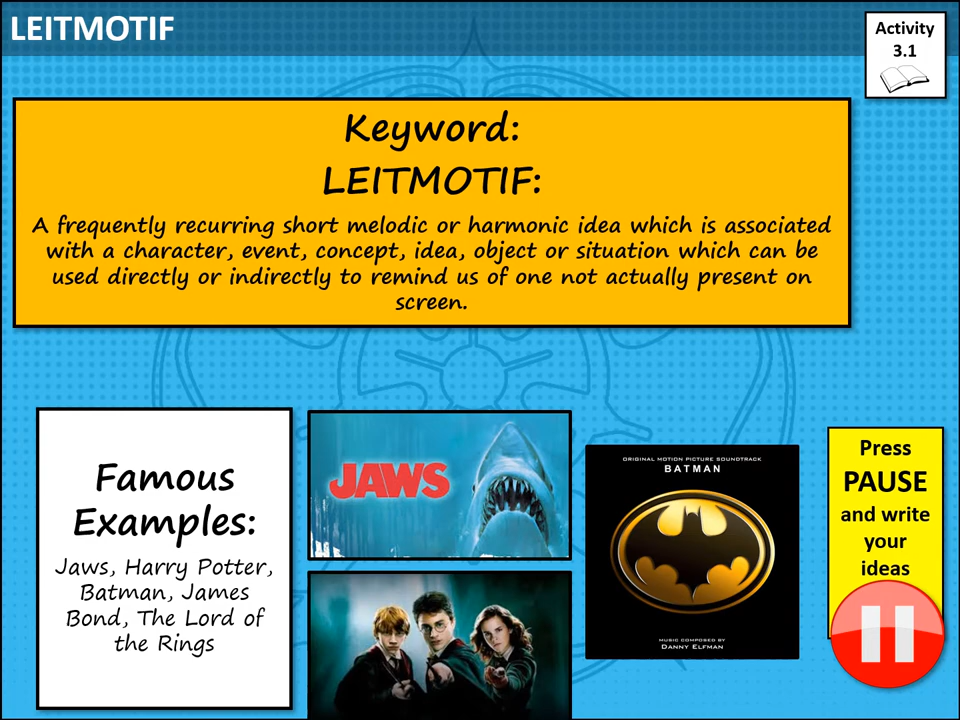 LEITMOTIF
Activity
3.1
Keyword:
LEITMOTIF:
A frequently recurring short melodic or harmonic idea which is associated
with a character, event, concept, idea, object or situation which can be
used directly or indirectly to remind us of one not actually present on
screen.
Famous
Examples:
Jaws, Harry Potter,
Batman, James
Bond, The Lord of
the Rings
JAWS
ORIGINAL MOTION PICTURE SOUNDTRACK
BATMAN
MUSIC COMPOSED BY
DANNY ELFMAN
Press
PAUSE
and write
your
ideas